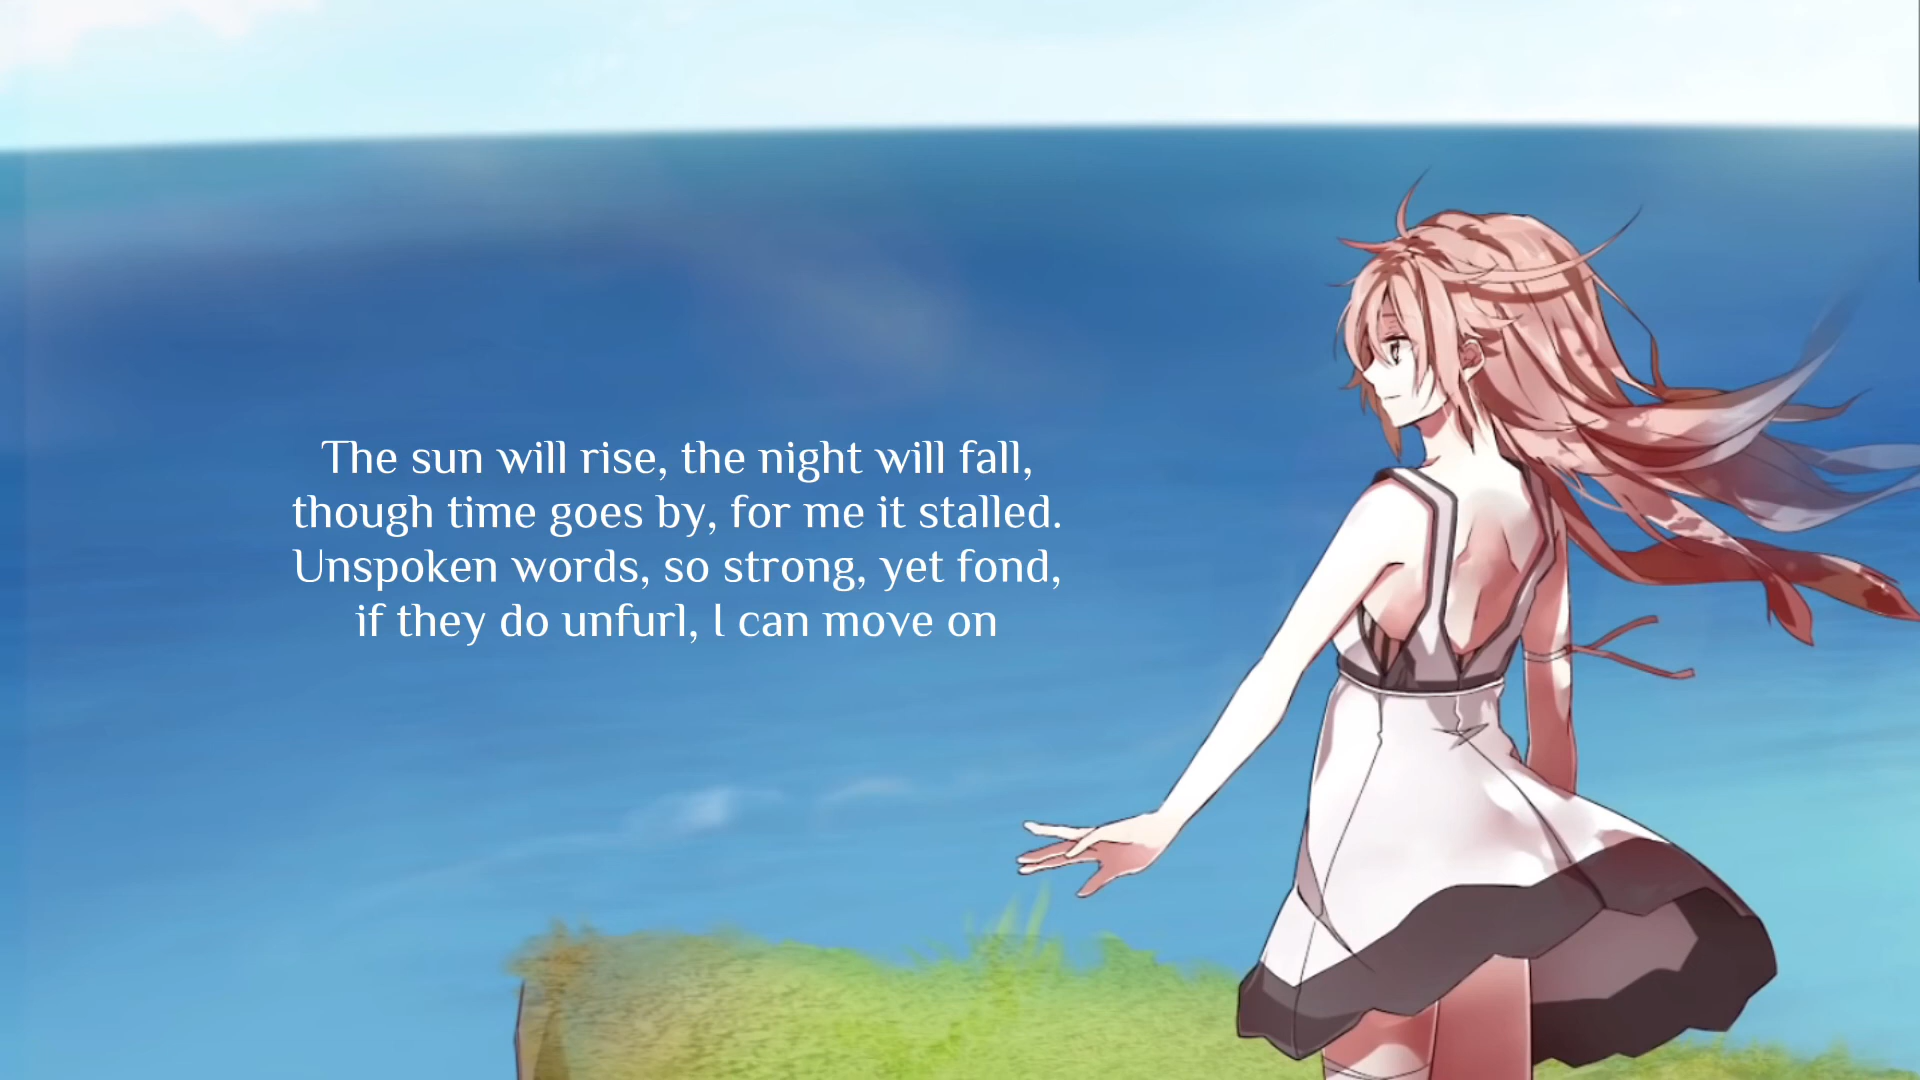 The sun will rise, the night will fall,
though time goes by, for me it stalled.
Unspoken words, so strong, yet fond,
if they do unfurl, I can move on